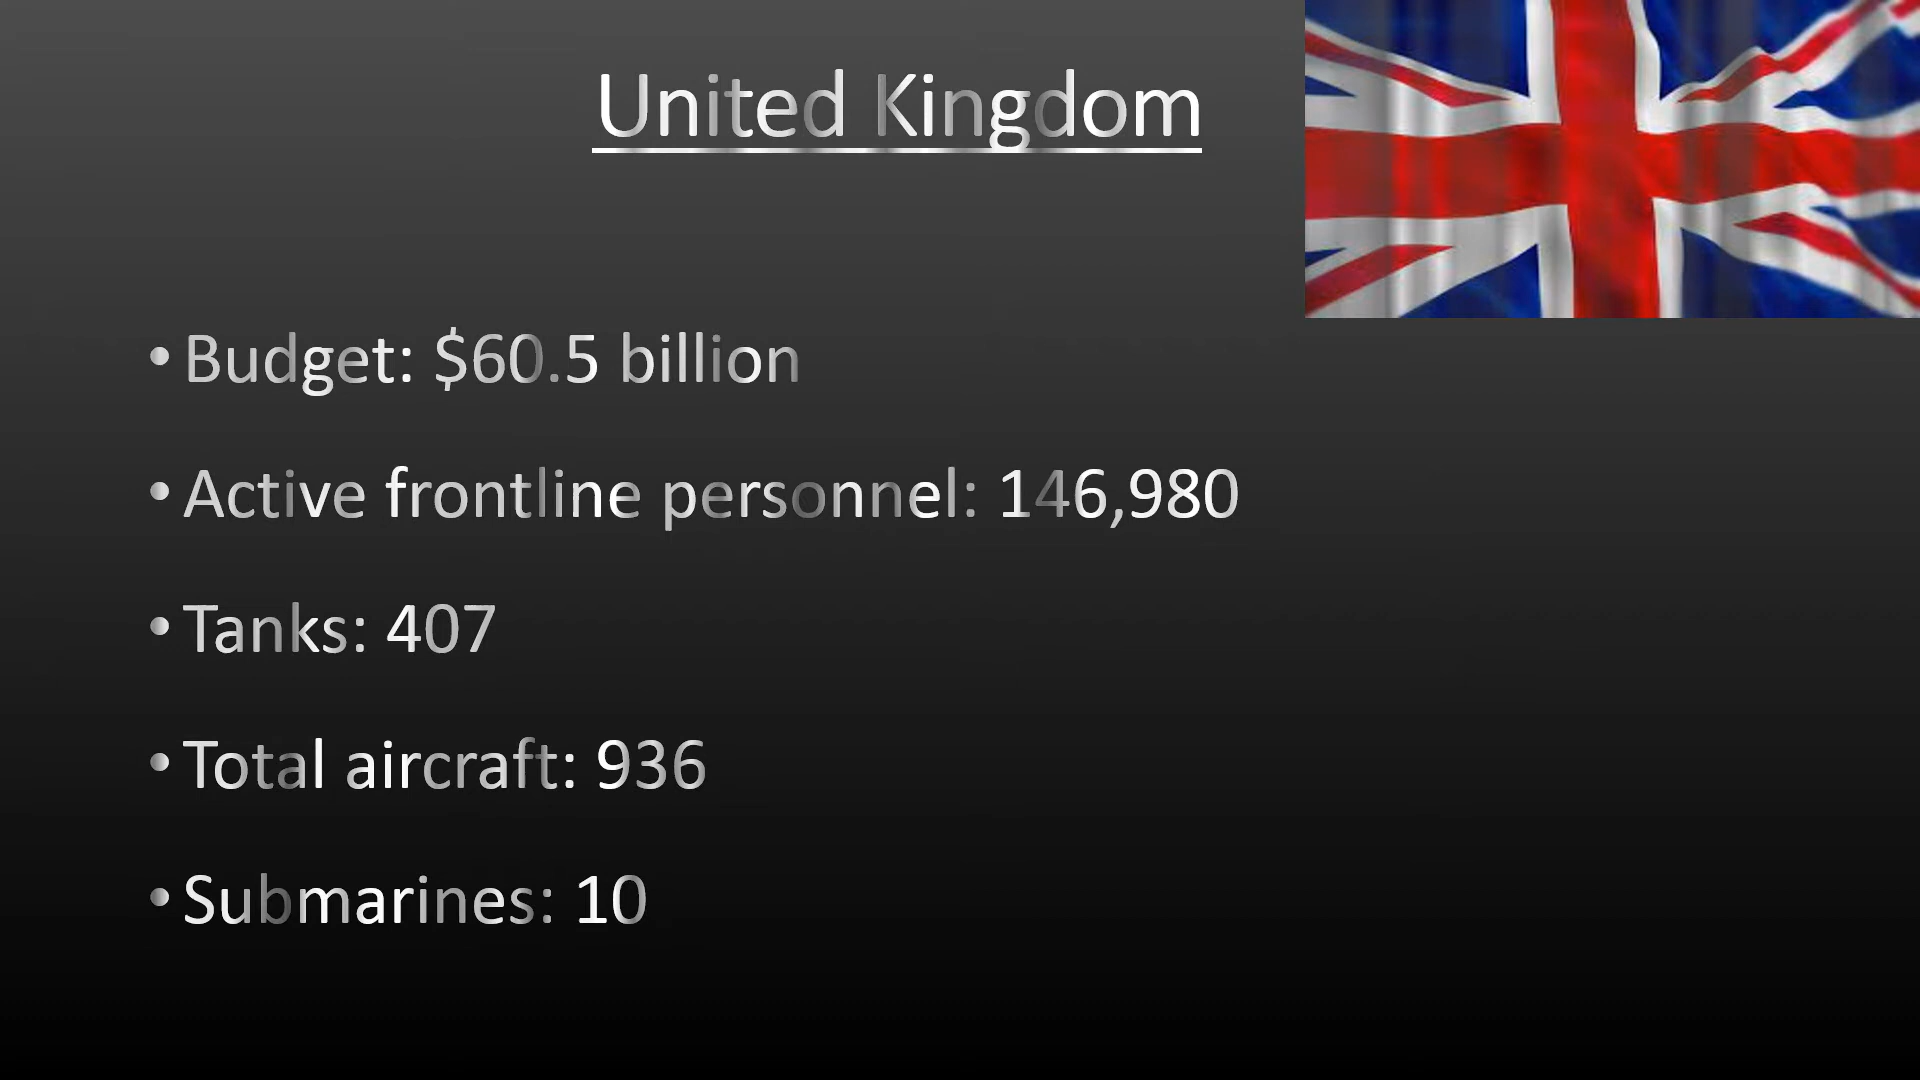 United Kingdom
• Budget: $60.5 billion
• Active frontline personnel: 146,980
• Tanks: 407
• Total aircraft: 936
• Submarines: 10